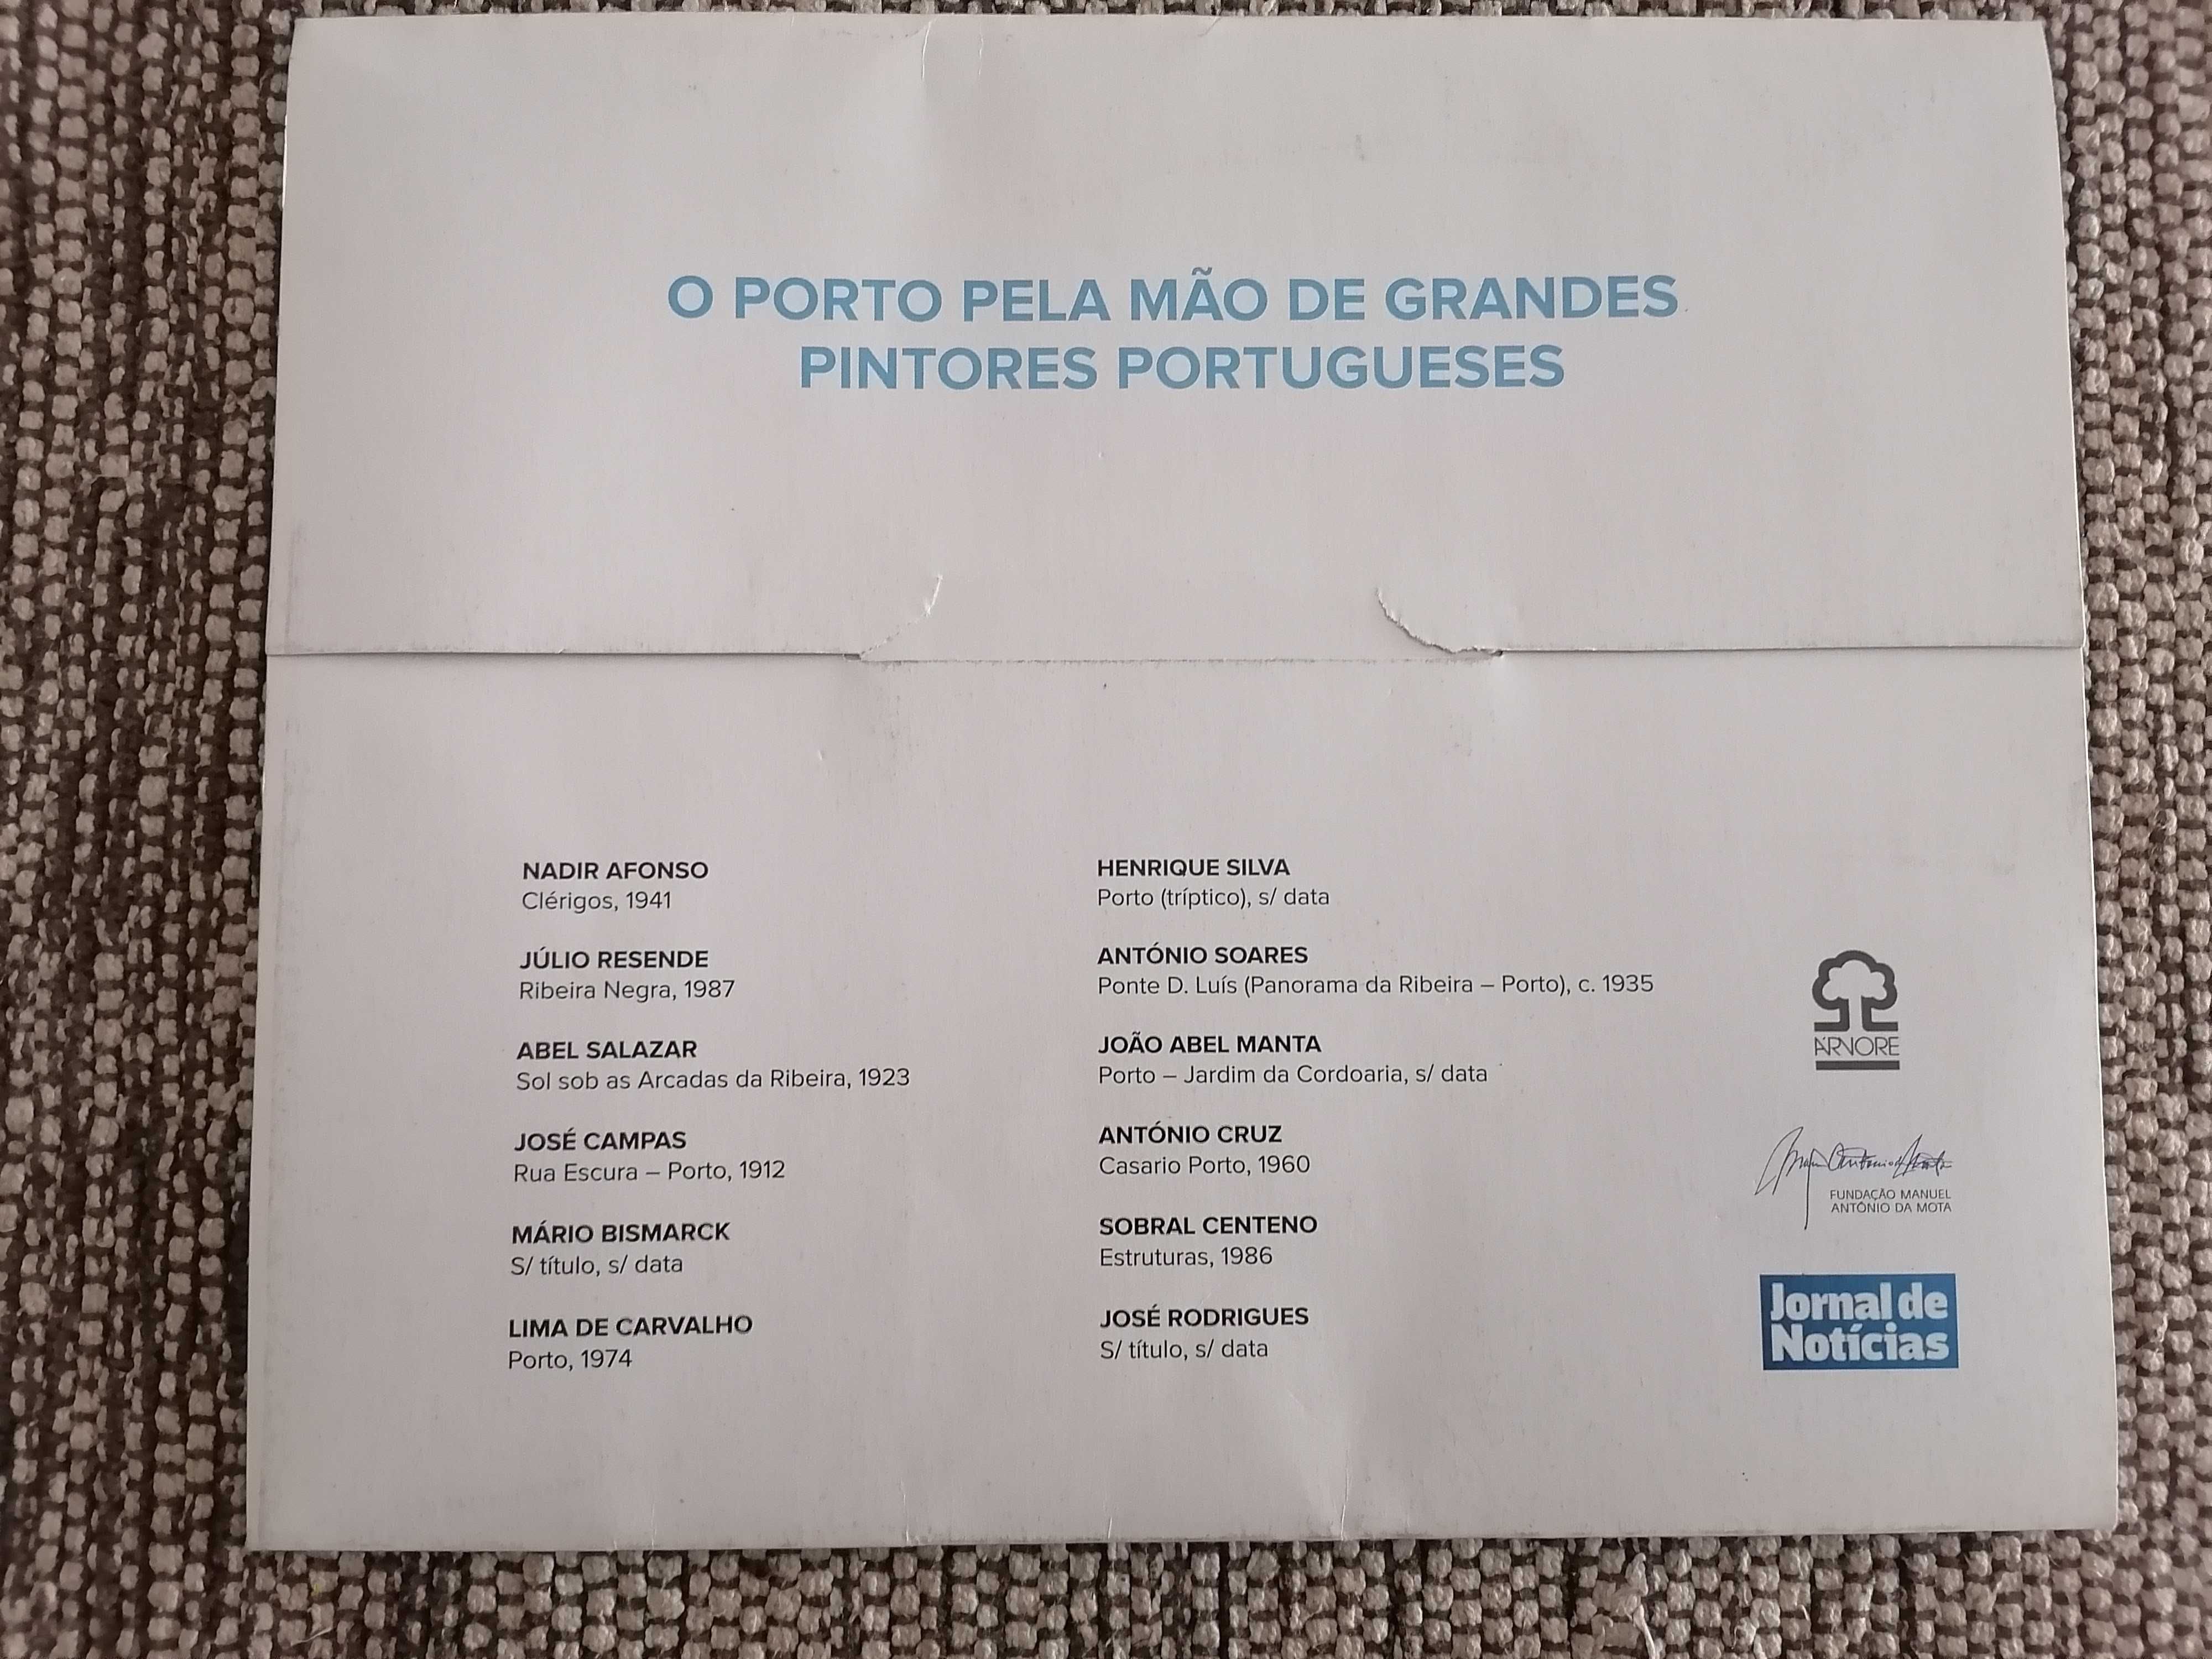 O PORTO PELA MÃO DE GRANDES
PINTORES PORTUGUESES
NADIR AFONSO
Clérigos, 1941
JÚLIO RESENDE
Ribeira Negra, 1987
ABEL SALAZAR
Sol sob as Arcadas da Ribeira, 1923
JOSÉ CAMPAS
Rua Escura – Porto, 1912
MÁRIO BISMARCK
S/ título, s/ data
LIMA DE CARVALHO
Porto, 1974
HENRIQUE SILVA
Porto (tríptico), s/ data
ANTÓNIO SOARES
Ponte D. Luís (Panorama da Ribeira – Porto), c. 1935
JOÃO ABEL MANTA
Porto – Jardim da Cordoaria, s/ data
ANTÓNIO CRUZ
Casario Porto, 1960
SOBRAL CENTENO
Estruturas, 1986
JOSÉ RODRIGUES
S/ título, s/ data
ÁRVORE
FUNDAÇÃO MANUEL
ANTÓNIO DA MOTA
Jornal de
Notícias